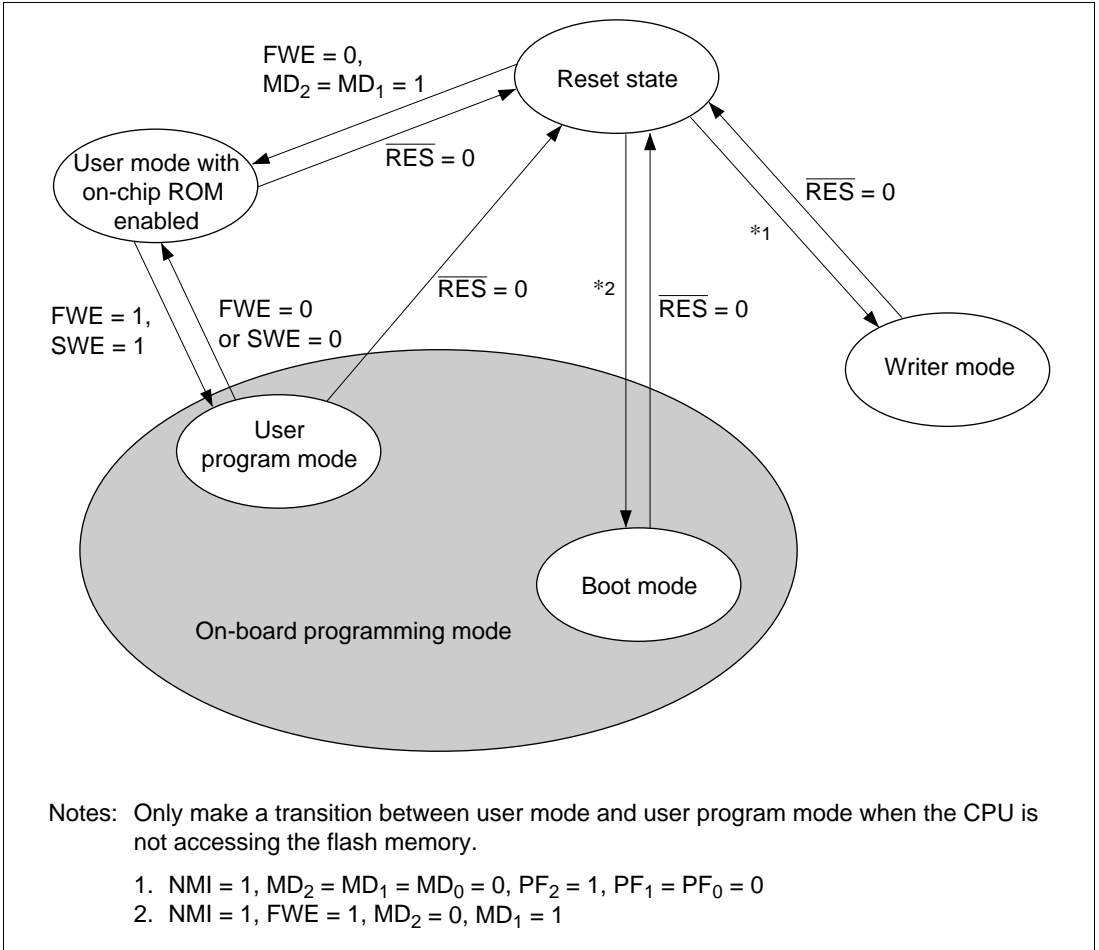 FWE = 0,
MD₂ = MD₁ = 1
Reset state
R̅E̅S̅ = 0
User mode with
on-chip ROM
enabled
R̅E̅S̅ = 0
*1
R̅E̅S̅ = 0
*2
R̅E̅S̅ = 0
FWE = 1,
SWE = 1
FWE = 0
or SWE = 0
Writer mode
User
program mode
Boot mode
On-board programming mode
Notes: Only make a transition between user mode and user program mode when the CPU is
not accessing the flash memory.
1. NMI = 1, MD₂ = MD₁ = MD₀ = 0, PF₂ = 1, PF₁ = PF₀ = 0
2. NMI = 1, FWE = 1, MD₂ = 0, MD₁ = 1